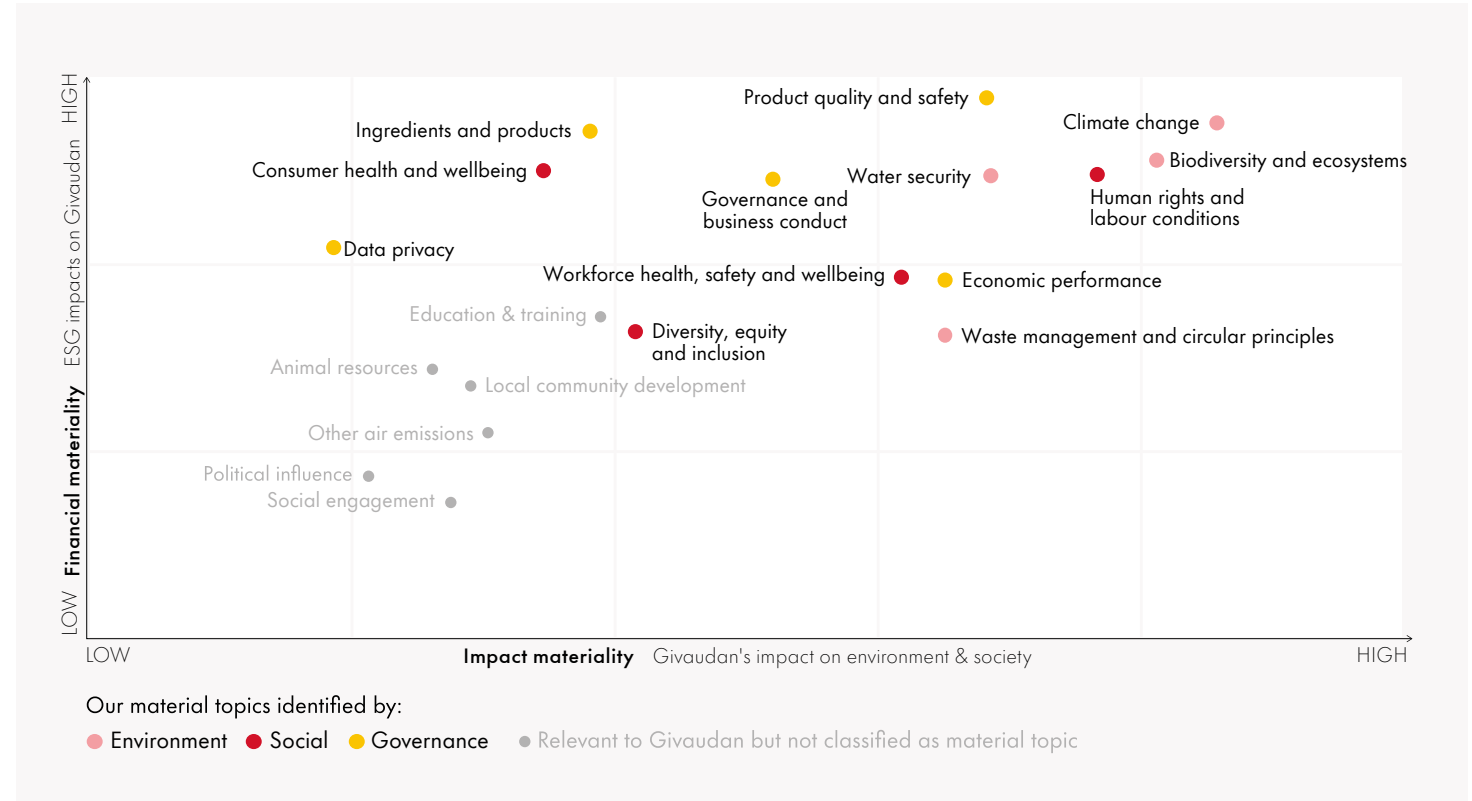 Product quality and safety
Climate change
Ingredients and products
Biodiversity and ecosystems
Consumer health and wellbeing
Water security
Human rights and
labour conditions
Governance and
business conduct
Data privacy
Workforce health, safety and wellbeing
Economic performance
Education & training
Diversity, equity
and inclusion
Waste management and circular principles
Animal resources
Local community development
Other air emissions
Political influence
Social engagement
LOW Financial materiality ESG impacts on Givaudan HIGH
LOW Impact materiality Givaudan's impact on environment & society HIGH
Our material topics identified by:
Environment Social Governance Relevant to Givaudan but not classified as material topic